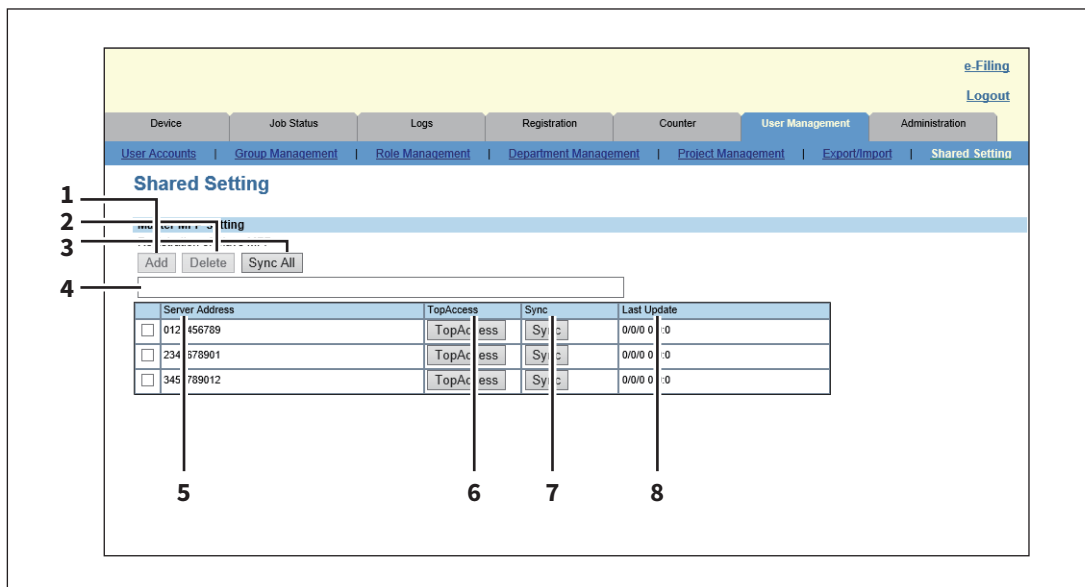 e-Filing
Logout
Device Job Status Logs Registration Counter User Management Administration
User Accounts | Group Management | Role Management | Department Management | Project Management | Export/Import | Shared Setting
Shared Setting
1
2
Setting
3
Add Delete Sync All
4
Server Address TopAccess Sync Last Update
TopAccess Sync
TopAccess Sync
TopAccess Sync
5 6 7 8